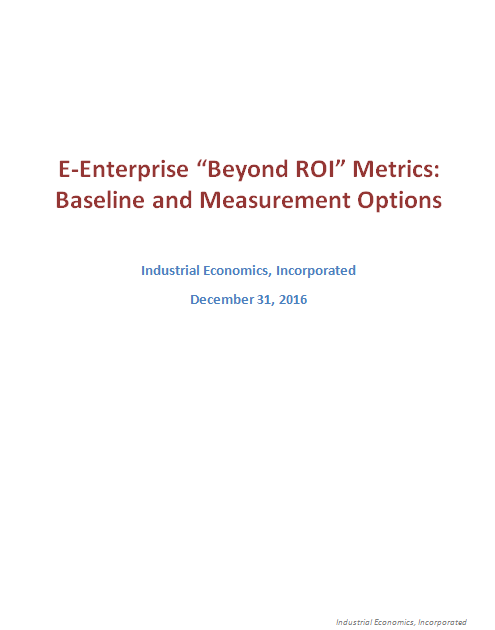 E-Enterprise “Beyond ROI” Metrics:
Baseline and Measurement Options
Industrial Economics, Incorporated
December 31, 2016
Industrial Economics, Incorporated